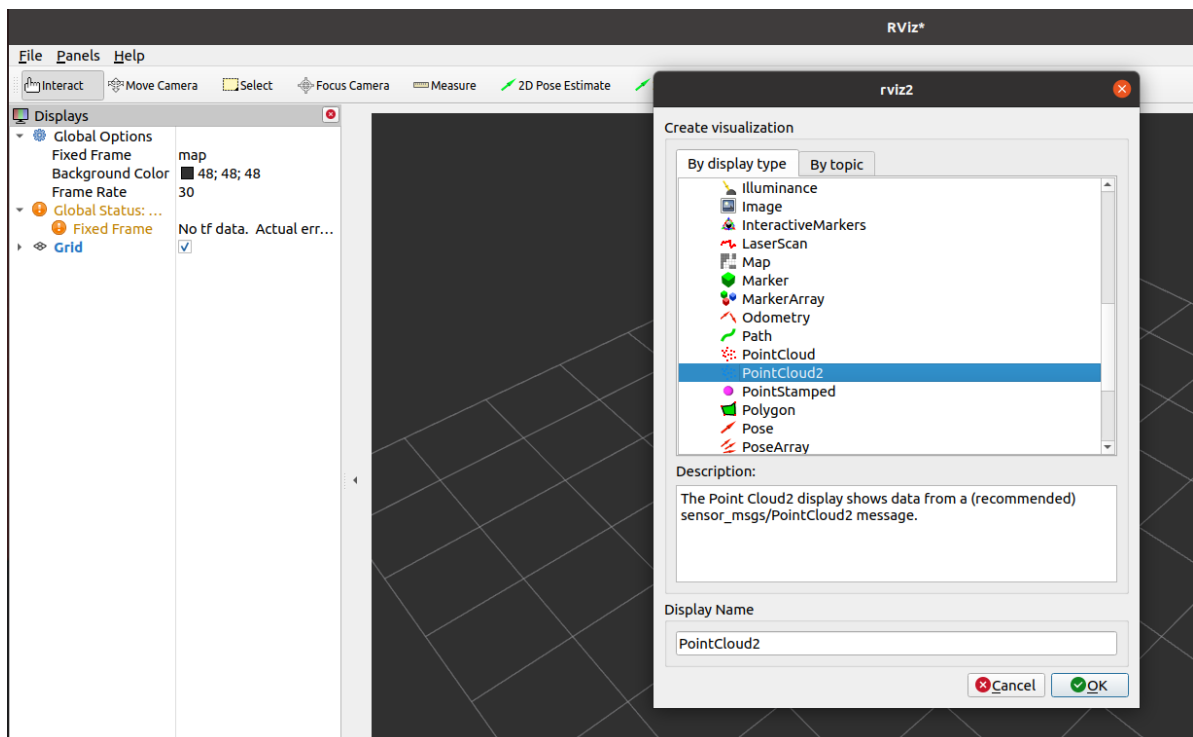 RViz*
File Panels Help
Interact Move Camera Select Focus Camera Measure 2D Pose Estimate
Displays
Global Options
Fixed Frame map
Background Color 48; 48; 48
Frame Rate 30
Global Status: ...
Fixed Frame No tf data. Actual err...
Grid
rviz2
Create visualization
By display type By topic
Illuminance
Image
InteractiveMarkers
LaserScan
Map
Marker
MarkerArray
Odometry
Path
PointCloud
PointCloud2
PointStamped
Polygon
Pose
PoseArray
Description:
The Point Cloud2 display shows data from a (recommended)
sensor_msgs/PointCloud2 message.
Display Name
PointCloud2
Cancel OK